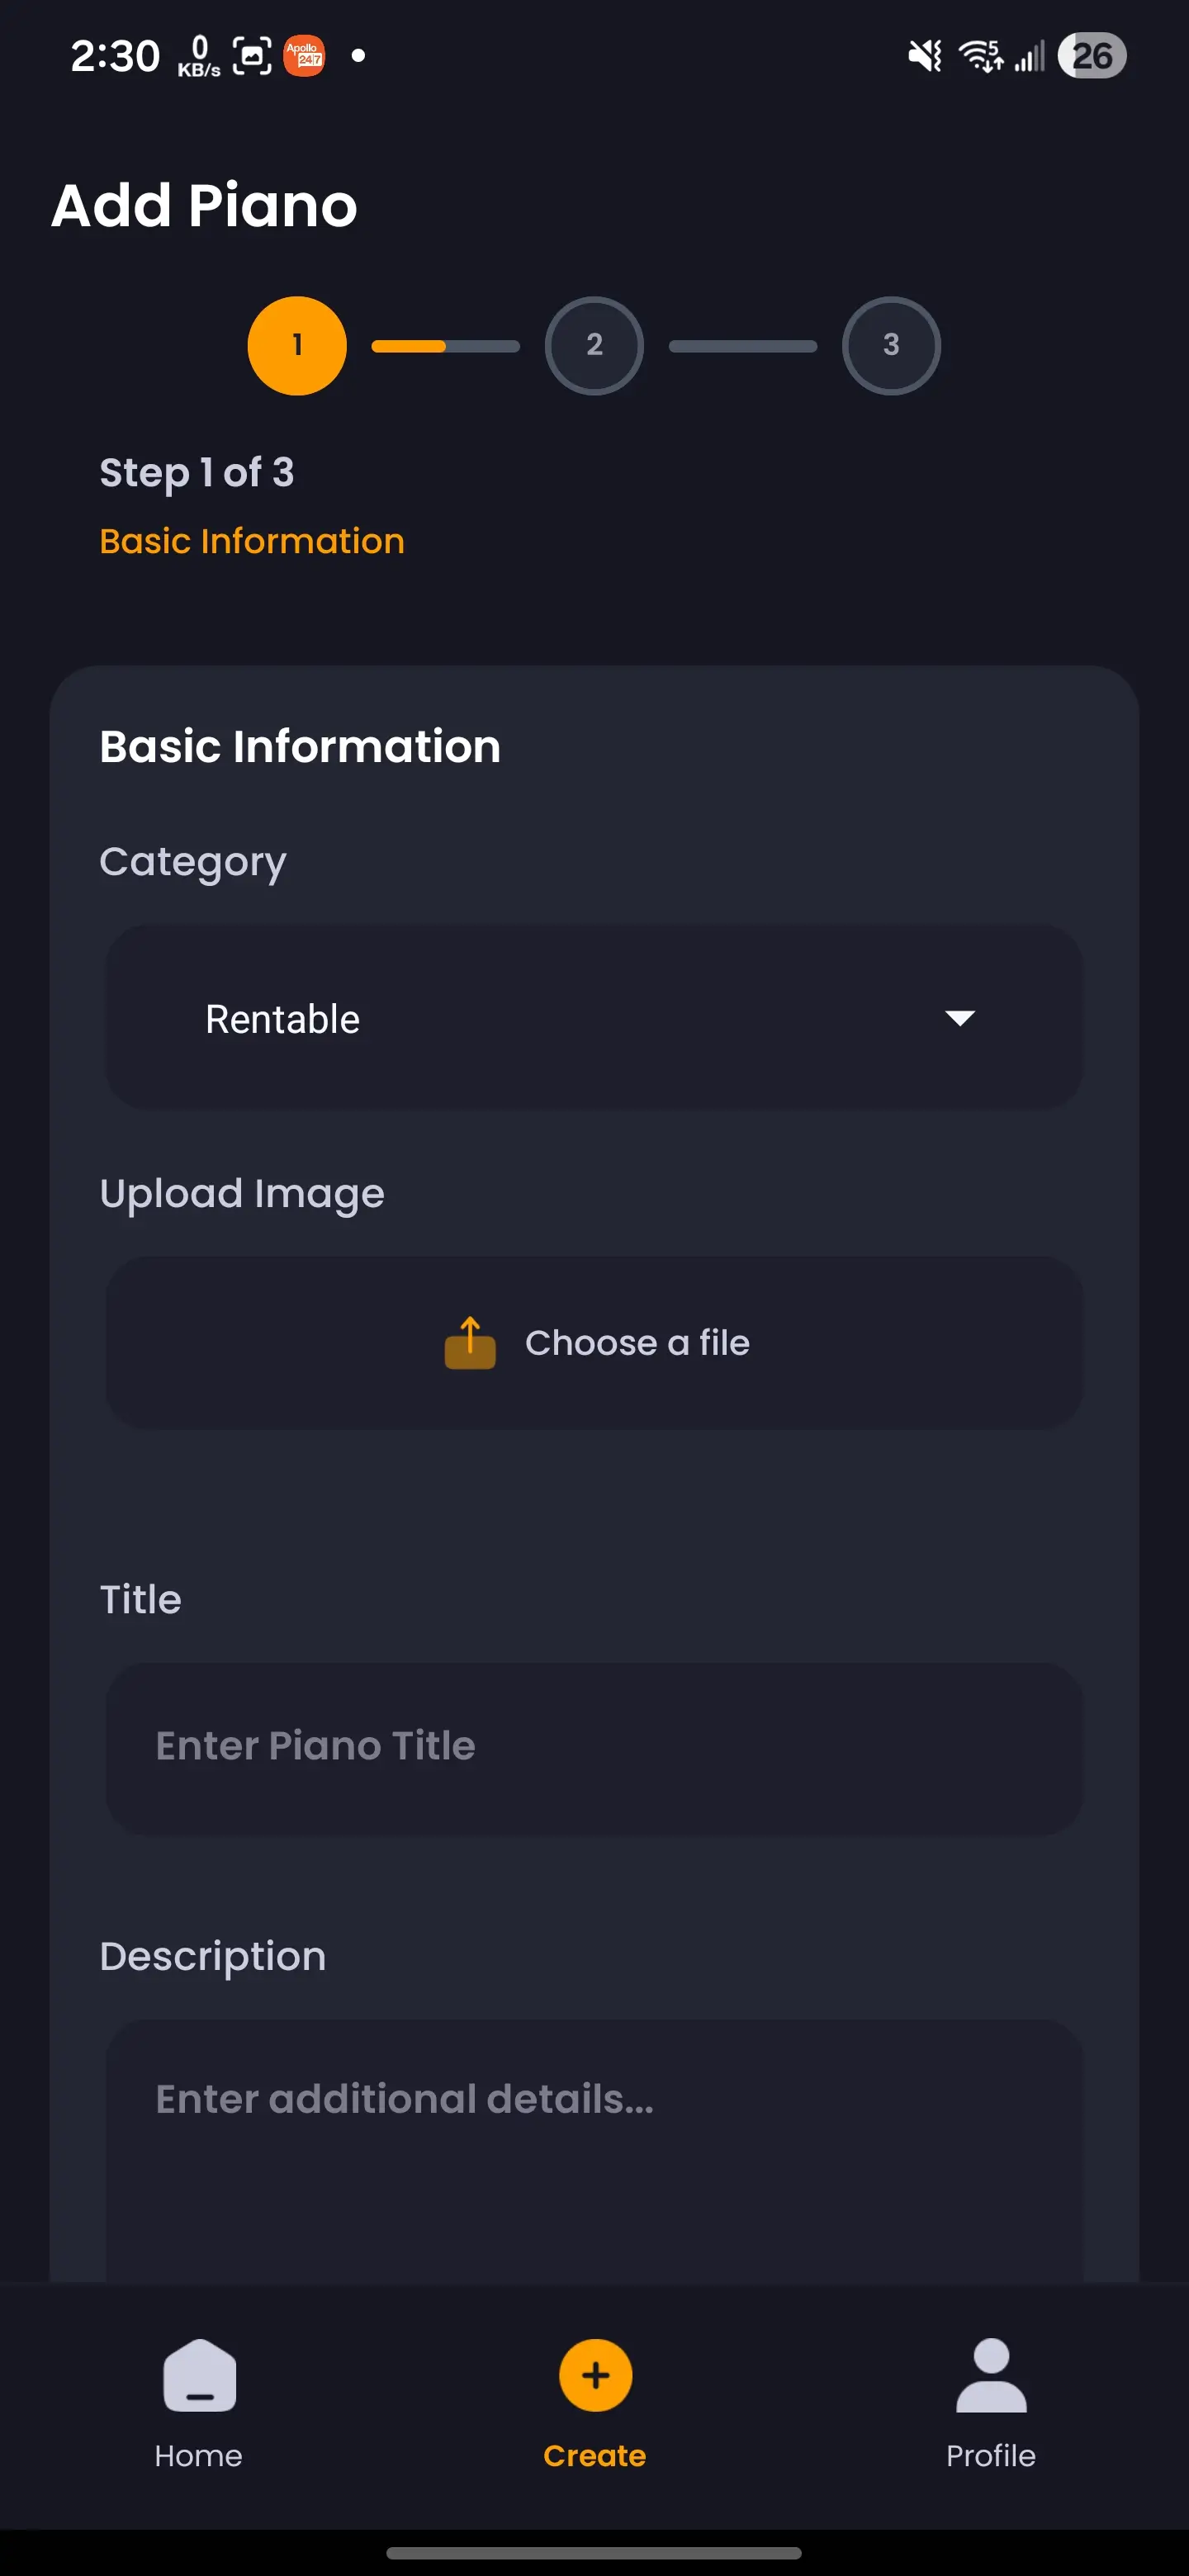 2:30 0 KB/s Apollo 24|7 5 26
Add Piano
1 2 3
Step 1 of 3
Basic Information
Basic Information
Category
Rentable
Upload Image
Choose a file
Title
Enter Piano Title
Description
Enter additional details...
Home Create Profile